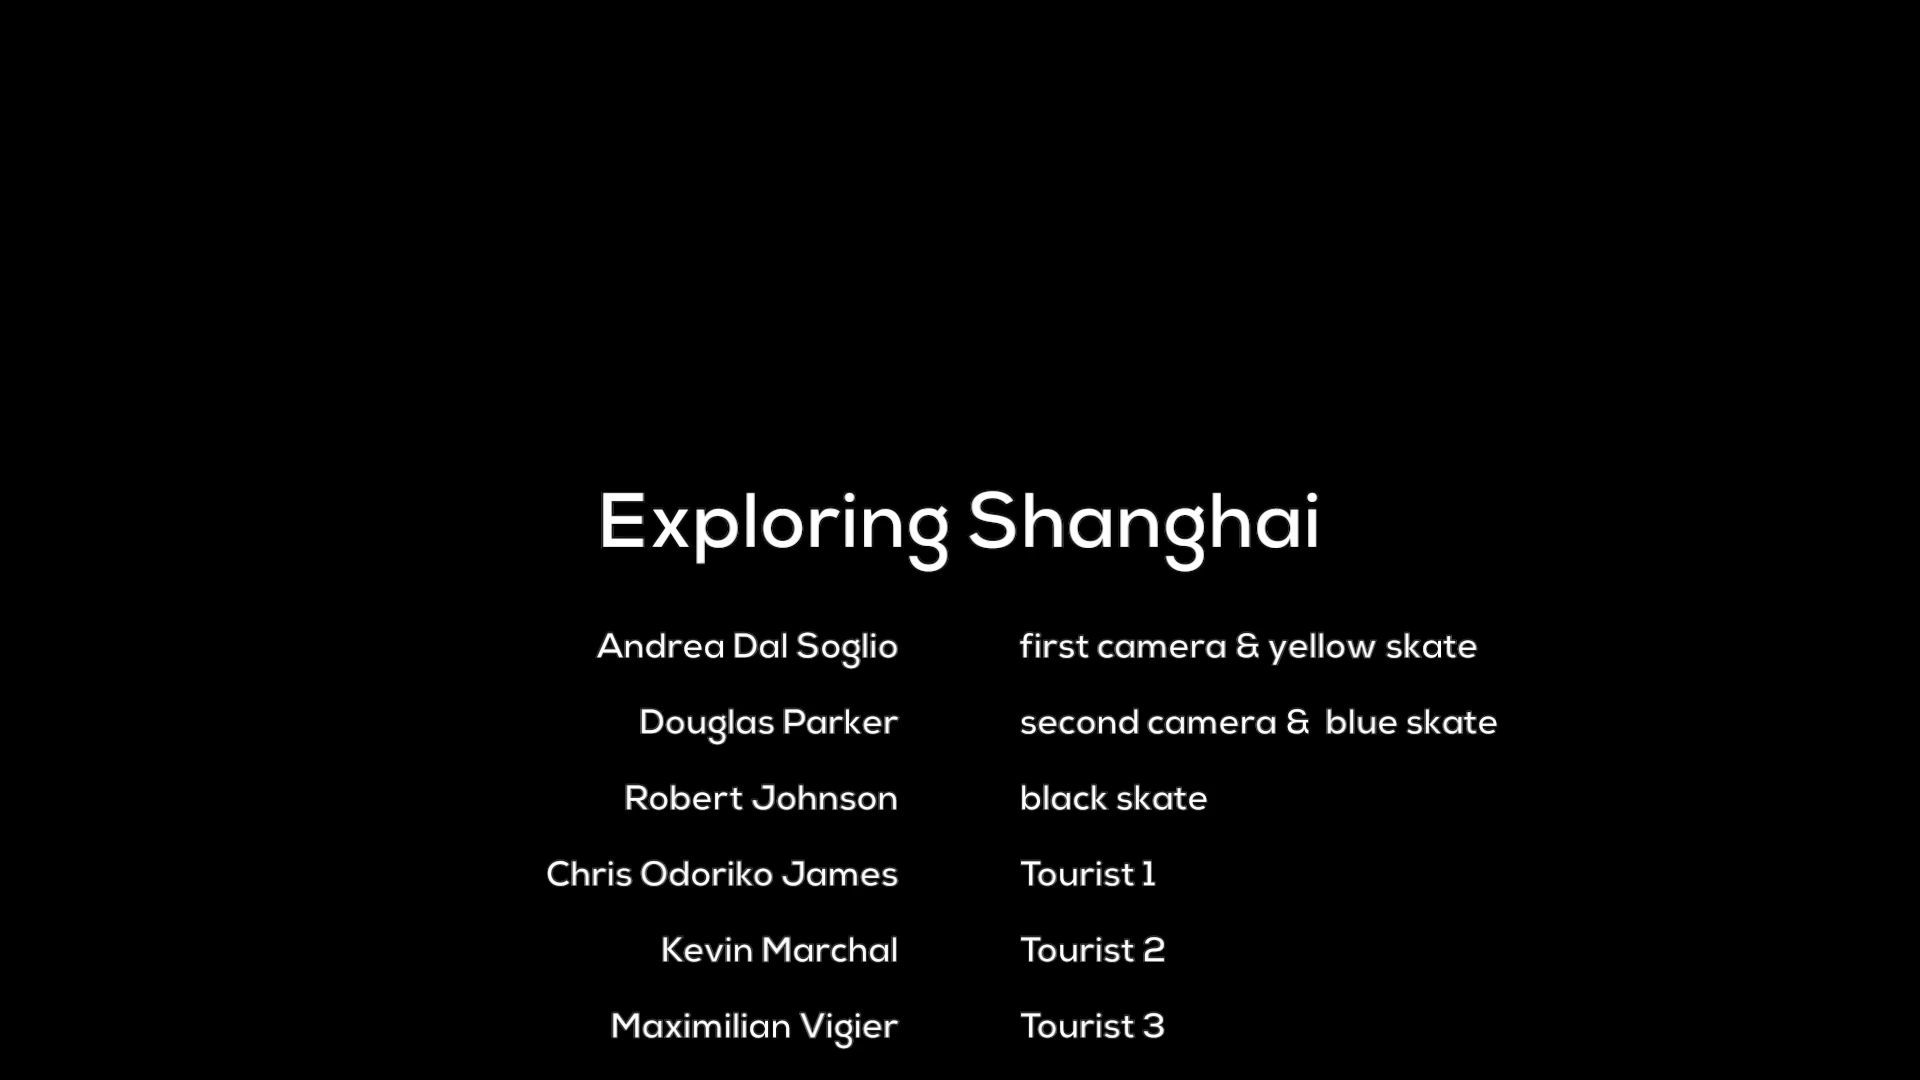 Exploring Shanghai
Andrea Dal Soglio first camera & yellow skate
Douglas Parker second camera & blue skate
Robert Johnson black skate
Chris Odoriko James Tourist 1
Kevin Marchal Tourist 2
Maximilian Vigier Tourist 3